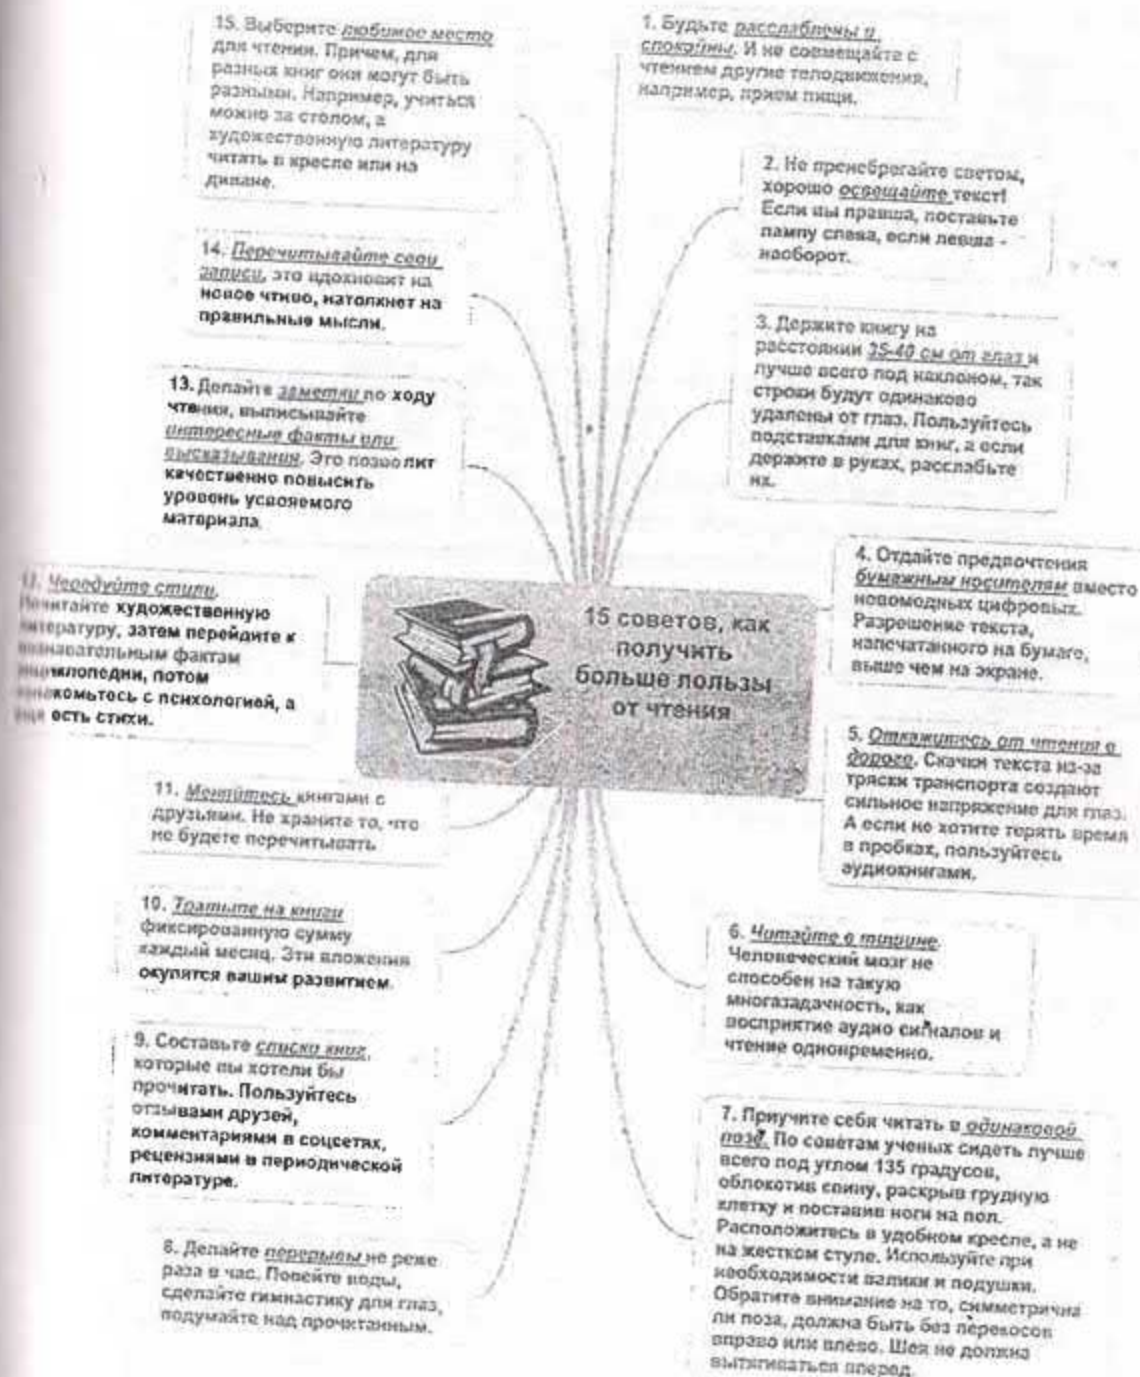 15 советов, как
получить
больше пользы
от чтения
1. Будьте расслаблены и
спокойны. И не совмещайте с
чтением другие телодвижения,
например, прием пищи.
2. Не пренебрегайте светом,
хорошо освещайте текст!
Если вы правша, поставьте
лампу слева, если левша -
наоборот.
3. Держите книгу на
расстоянии 35-40 см от глаз и
лучше всего под наклоном, так
строки будут одинаково
удалены от глаз. Пользуйтесь
подставками для книг, а если
держите в руках, расслабьте
их.
4. Отдайте предпочтения
бумажным носителям вместо
новомодных цифровых.
Разрешение текста,
напечатанного на бумаге,
выше чем на экране.
5. Откажитесь от чтения в
дороге. Скачки текста из-за
тряски транспорта создают
сильное напряжение для глаз.
А если не хотите терять время
в пробках, пользуйтесь
аудиокнигами.
6. Читайте в тишине.
Человеческий мозг не
способен на такую
многазадачность, как
восприятие аудио сигналов и
чтение одновременно.
7. Приучите себя читать в одинаковой
позе. По советам ученых сидеть лучше
всего под углом 135 градусов,
облокотив спину, раскрыв грудную
клетку и поставив ноги на пол.
Расположитесь в удобном кресле, а не
на жестком стуле. Используйте при
необходимости валики и подушки.
Обратите внимание на то, симметрична
ли поза, должна быть без перекосов
вправо или влево. Шея не должна
вытягиваться вперед.
8. Делайте перерывы не реже
раза в час. Попейте воды,
сделайте гимнастику для глаз,
подумайте над прочитанным.
9. Составьте списки книг,
которые вы хотели бы
прочитать. Пользуйтесь
отзывами друзей,
комментариями в соцсетях,
рецензиями в периодической
литературе.
10. Тратьте на книги
фиксированную сумму
каждый месяц. Эти вложения
окупятся вашим развитием.
11. Меняйтесь книгами с
друзьями. Не храните то, что
не будете перечитывать
Чередуйте стили.
художественную
затем перейдите к
фактам
потом
с психологией, а
есть стихи.
13. Делайте заметки по ходу
чтения, выписывайте
интересные факты или
высказывания. Это позволит
качественно повысить
уровень усвояемого
материала.
14. Перечитывайте свои
записи, это вдохновит на
новое чтиво, натолкнет на
правильные мысли.
15. Выберите любимое место
для чтения. Причем, для
разных книг они могут быть
разными. Например, учиться
можно за столом, а
художественную литературу
читать в кресле или на
диване.